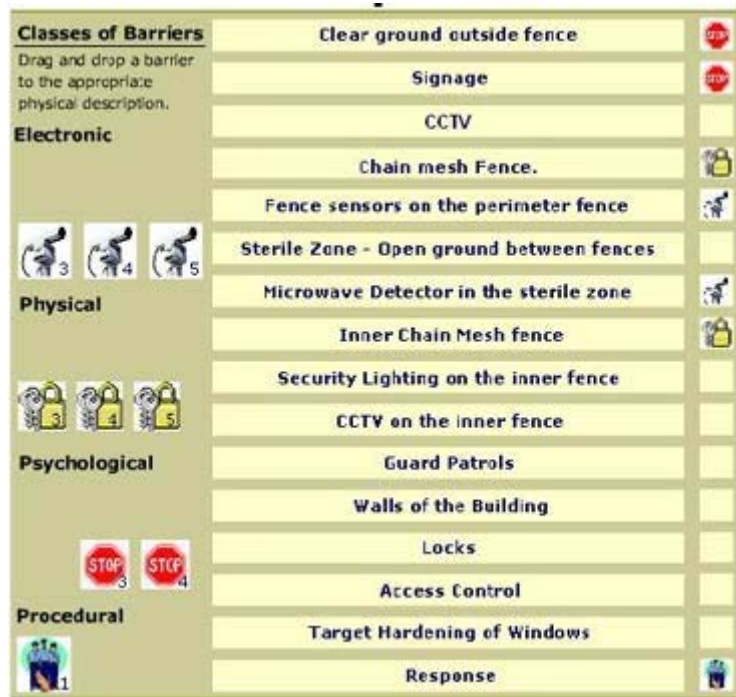 Classes of Barriers
Drag and drop a barrier
to the appropriate
physical description.
Electronic
3 4 5
Physical
3 4 5
Psychological
STOP 3 STOP 4
Procedural
1
Clear ground outside fence STOP
Signage STOP
CCTV
Chain mesh Fence.
Fence sensors on the perimeter fence
Sterile Zone - Open ground between fences
Microwave Detector in the sterile zone
Inner Chain Mesh fence
Security Lighting on the inner fence
CCTV on the inner fence
Guard Patrols
Walls of the Building
Locks
Access Control
Target Hardening of Windows
Response